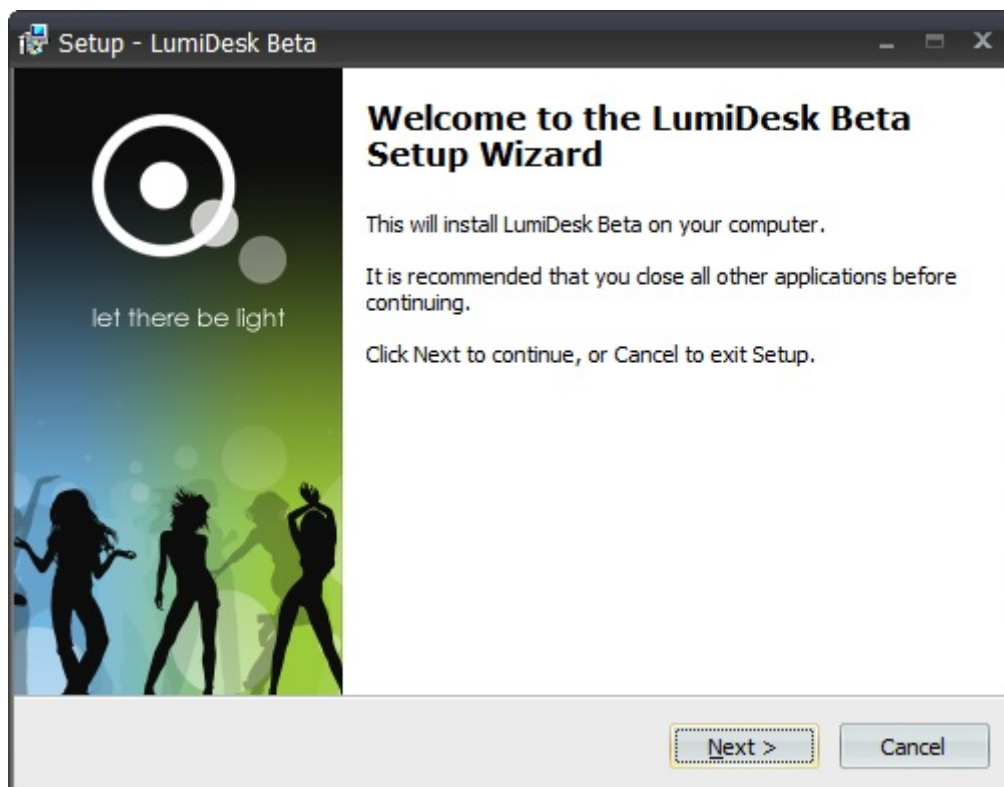 Setup - LumiDesk Beta
let there be light
Welcome to the LumiDesk Beta
Setup Wizard
This will install LumiDesk Beta on your computer.
It is recommended that you close all other applications before
continuing.
Click Next to continue, or Cancel to exit Setup.
Next >
Cancel